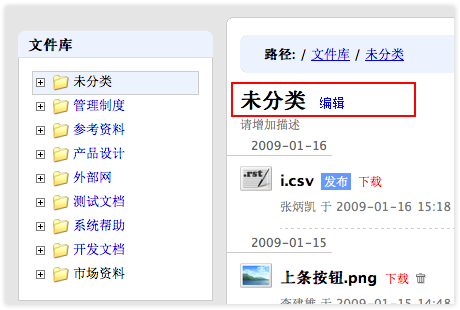 文件库
未分类
管理制度
参考资料
产品设计
外部网
测试文档
系统帮助
开发文档
市场资料
路径: / 文件库 / 未分类
未分类 编辑
请增加描述
2009-01-16
.rst
i.csv 发布 下载
张炳凯 于 2009-01-16 15:18
2009-01-15
上条按钮.png 下载
李建维 于 2009-01-15 14:48